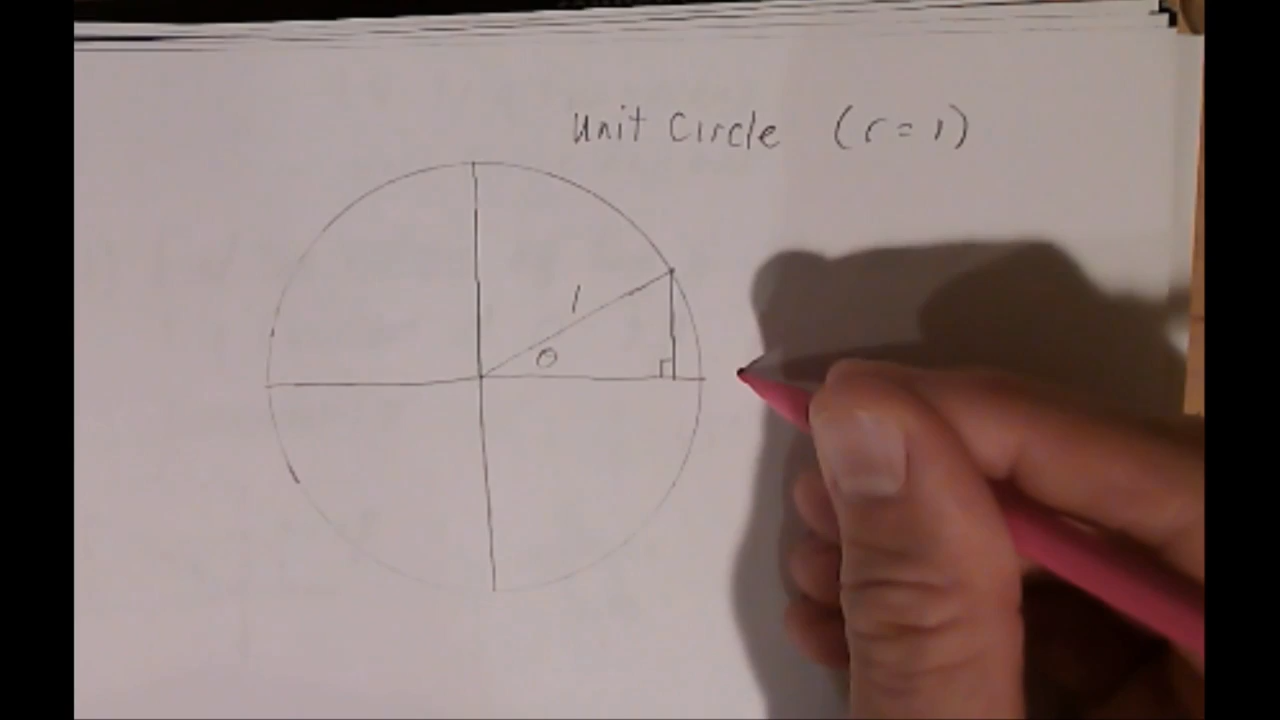 Unit Circle (r = 1)
1
θ